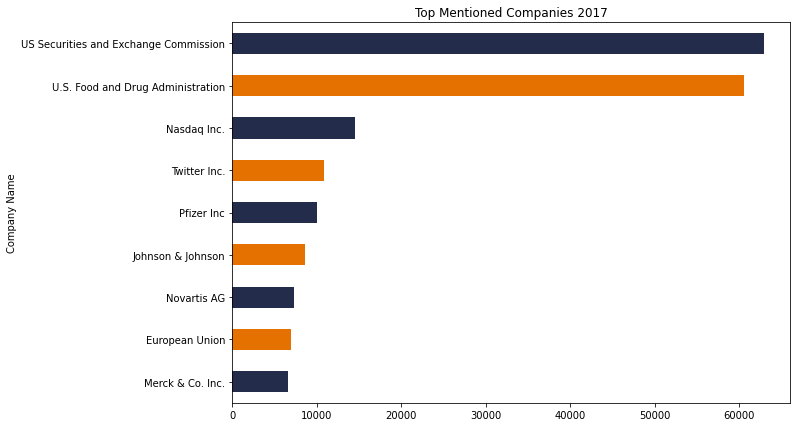 Top Mentioned Companies 2017
Company Name
US Securities and Exchange Commission
U.S. Food and Drug Administration
Nasdaq Inc.
Twitter Inc.
Pfizer Inc
Johnson & Johnson
Novartis AG
European Union
Merck & Co. Inc.
0 10000 20000 30000 40000 50000 60000